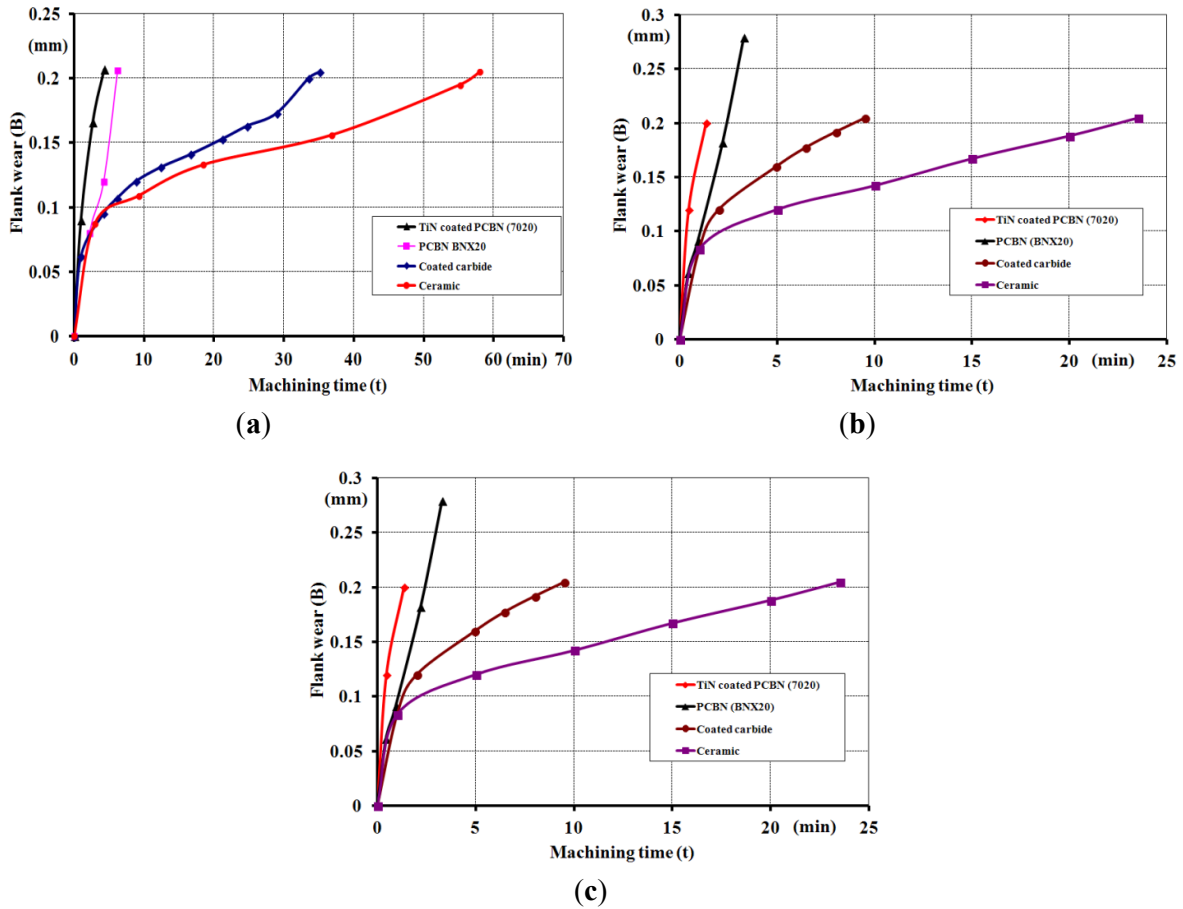 0.25
(mm)
0.2
0.15
0.1
0.05
0
Flank wear (B)
TiN coated PCBN (7020)
PCBN BNX20
Coated carbide
Ceramic
0 10 20 30 40 50 60 (min) 70
Machining time (t)
(a)
0.3
(mm)
0.25
0.2
0.15
0.1
0.05
0
Flank wear (B)
TiN coated PCBN (7020)
PCBN (BNX20)
Coated carbide
Ceramic
0 5 10 15 20 (min) 25
Machining time (t)
(b)
0.3
(mm)
0.25
0.2
0.15
0.1
0.05
0
Flank wear (B)
TiN coated PCBN (7020)
PCBN (BNX20)
Coated carbide
Ceramic
0 5 10 15 20 (min) 25
Machining time (t)
(c)